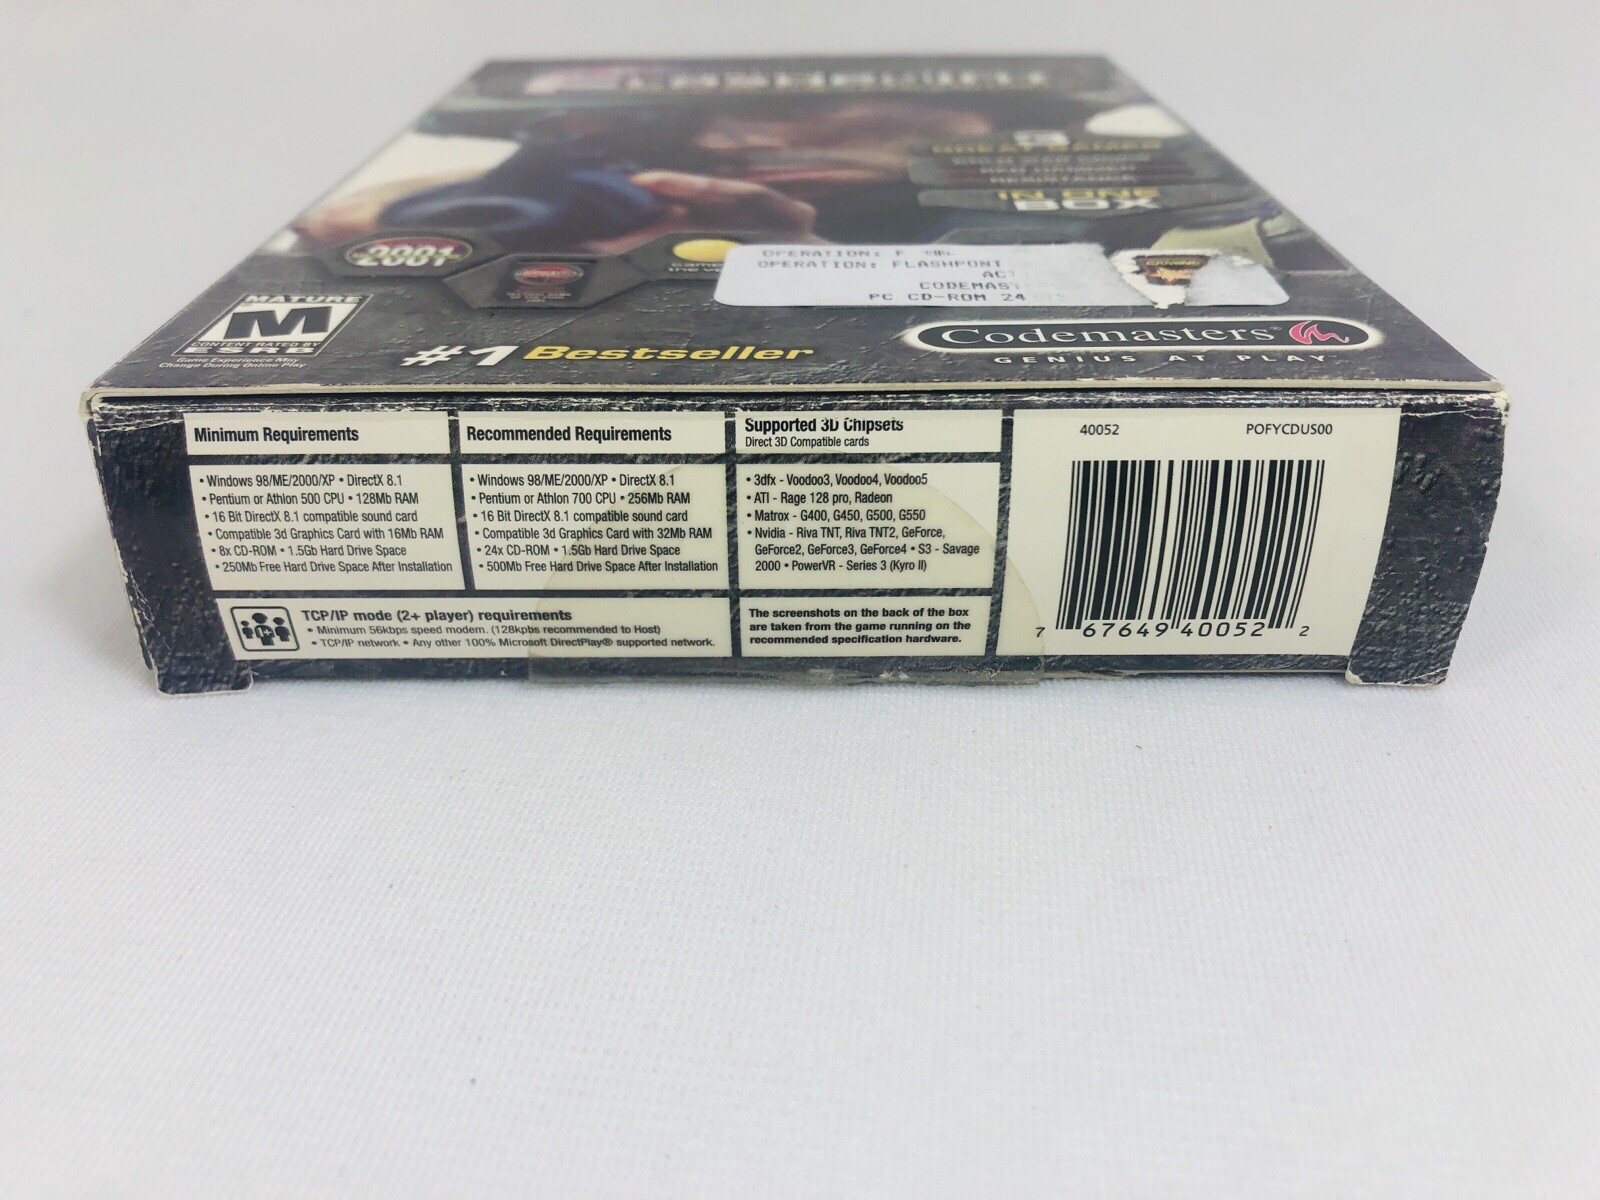 GREAT GAMES
IN ONE
BOX
2001
OPERATION: F
OPERATION: FLASHPONT
AC
CODEMAS
PC CD-ROM 24
MATURE
M
CONTENT RATED BY
ESRB
Game Experience May
Change During Online Play
#1 Bestseller
Codemasters®
GENIUS AT PLAY™
Minimum Requirements
• Windows 98/ME/2000/XP • DirectX 8.1
• Pentium or Athlon 500 CPU • 128Mb RAM
• 16 Bit DirectX 8.1 compatible sound card
• Compatible 3d Graphics Card with 16Mb RAM
• 8x CD-ROM • 1.5Gb Hard Drive Space
• 250Mb Free Hard Drive Space After Installation
Recommended Requirements
• Windows 98/ME/2000/XP • DirectX 8.1
• Pentium or Athlon 700 CPU • 256Mb RAM
• 16 Bit DirectX 8.1 compatible sound card
• Compatible 3d Graphics Card with 32Mb RAM
• 24x CD-ROM • 1.5Gb Hard Drive Space
• 500Mb Free Hard Drive Space After Installation
Supported 3D Chipsets
Direct 3D Compatible cards
• 3dfx - Voodoo3, Voodoo4, Voodoo5
• ATI - Rage 128 pro, Radeon
• Matrox - G400, G450, G500, G550
• Nvidia - Riva TNT, Riva TNT2, GeForce,
GeForce2, GeForce3, GeForce4 • S3 - Savage
2000 • PowerVR - Series 3 (Kyro II)
TCP/IP mode (2+ player) requirements
• Minimum 56kbps speed modem. (128kpbs recommended to Host)
• TCP/IP network • Any other 100% Microsoft DirectPlay® supported network.
The screenshots on the back of the box
are taken from the game running on the
recommended specification hardware.
40052 POFYCDUS00
7 67649 40052 2